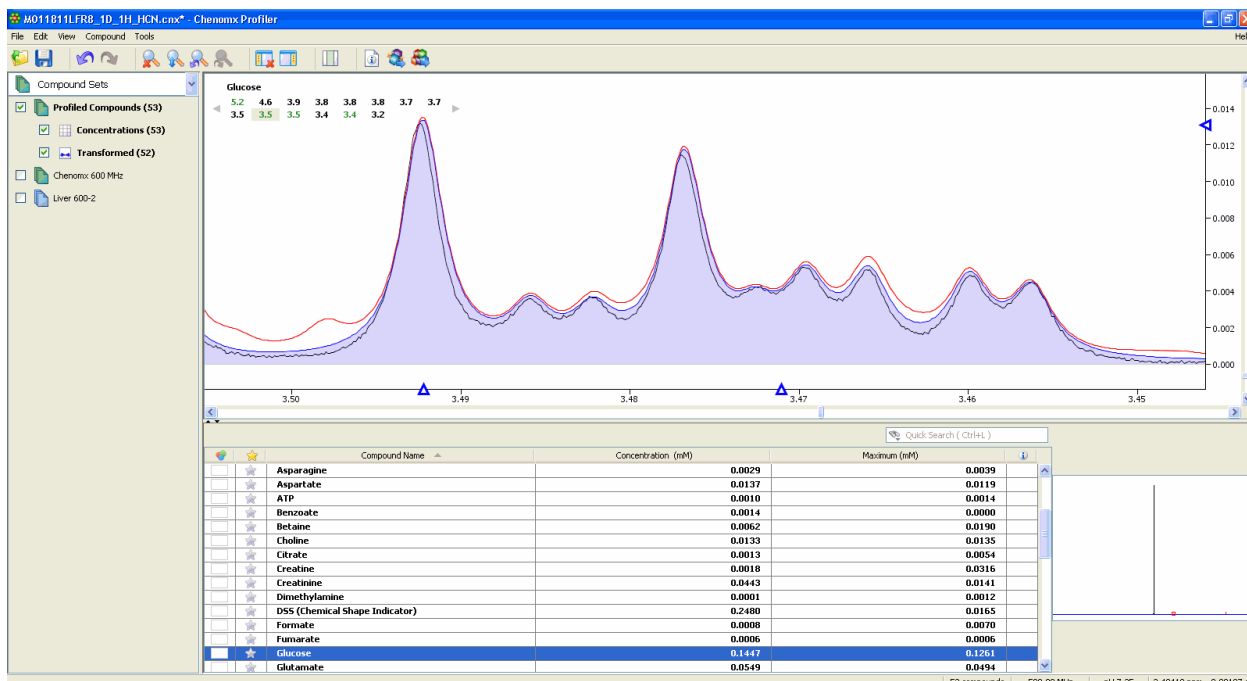 M011811LFR8_1D_1H_HCN.cnx* - Chenomx Profiler
File Edit View Compound Tools Hel
Compound Sets
Profiled Compounds (53)
Concentrations (53)
Transformed (52)
Chenomx 600 MHz
Liver 600-2
Glucose
5.2 4.6 3.9 3.8 3.8 3.8 3.7 3.7
3.5 3.5 3.5 3.4 3.4 3.2
0.014
0.012
0.010
0.008
0.006
0.004
0.002
0.000
3.50 3.49 3.48 3.47 3.46 3.45
Quick Search ( Ctrl+L )
Compound Name Concentration (mM) Maximum (mM)
Asparagine 0.0029 0.0039
Aspartate 0.0137 0.0119
ATP 0.0010 0.0014
Benzoate 0.0014 0.0000
Betaine 0.0062 0.0190
Choline 0.0133 0.0135
Citrate 0.0013 0.0054
Creatine 0.0018 0.0316
Creatinine 0.0443 0.0141
Dimethylamine 0.0001 0.0012
DSS (Chemical Shape Indicator) 0.2480 0.0165
Formate 0.0008 0.0070
Fumarate 0.0006 0.0006
Glucose 0.1447 0.1261
Glutamate 0.0549 0.0494